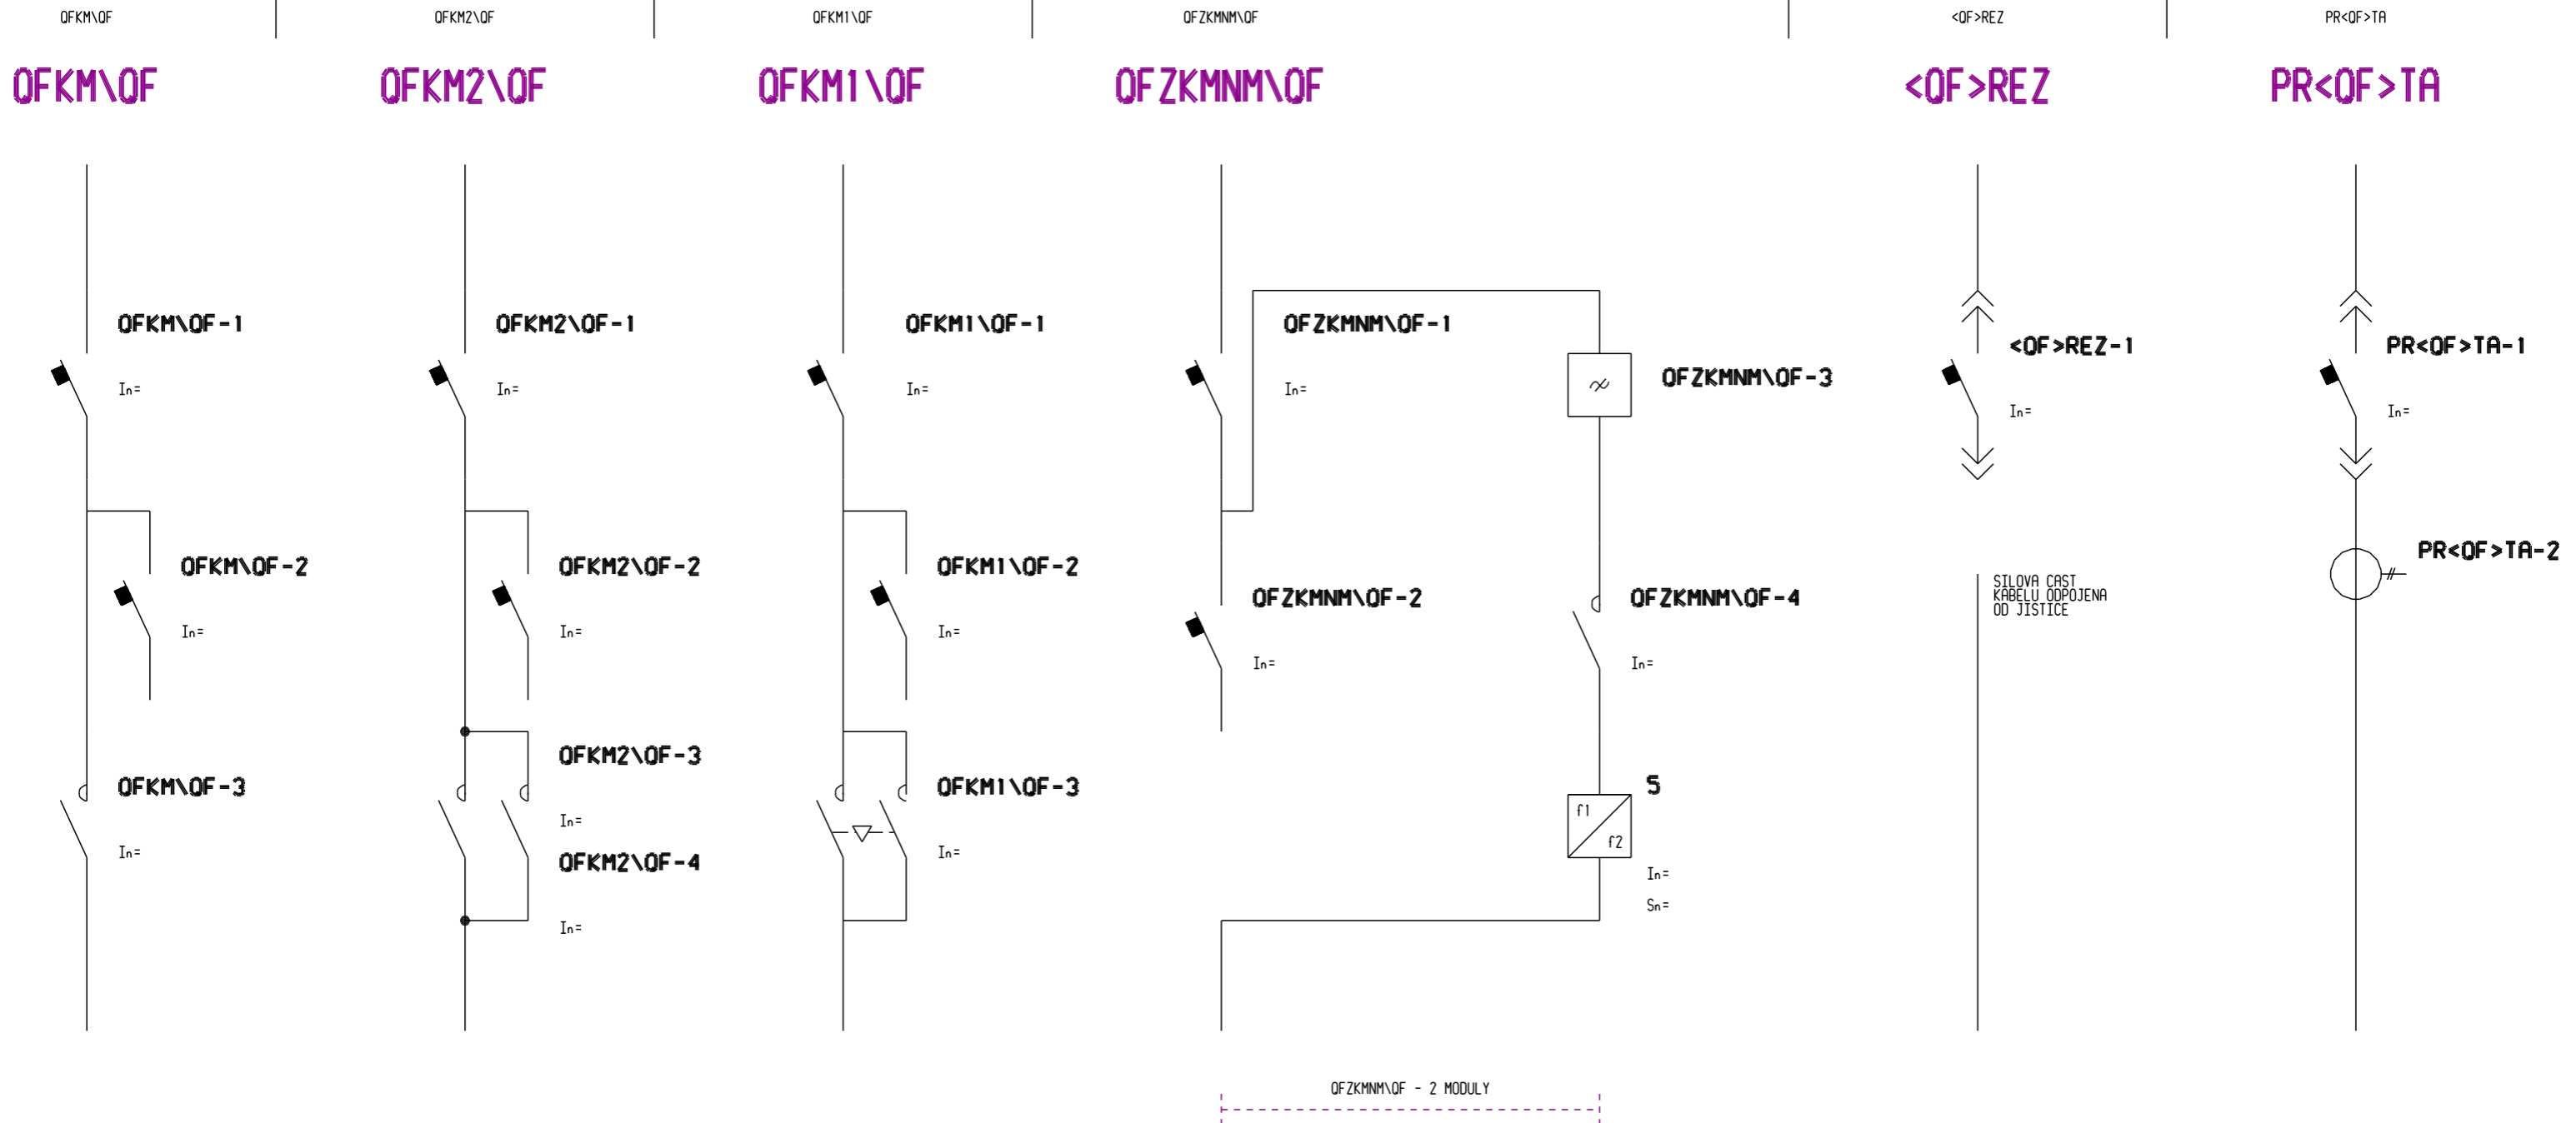 QFKM\QF
QFKM2\QF
QFKM1\QF
QFZKMNM\QF
<QF>REZ
PR<QF>TA
QFKM\QF
QFKM2\QF
QFKM1\QF
QFZKMNM\QF
<QF>REZ
PR<QF>TA
QFKM\QF-1
In=
QFKM\QF-2
In=
QFKM\QF-3
In=
QFKM2\QF-1
In=
QFKM2\QF-2
In=
QFKM2\QF-3
In=
QFKM2\QF-4
In=
QFKM1\QF-1
In=
QFKM1\QF-2
In=
QFKM1\QF-3
In=
QFZKMNM\QF-1
In=
QFZKMNM\QF-2
In=
QFZKMNM\QF-3
QFZKMNM\QF-4
In=
5
f1
f2
In=
Sn=
QFZKMNM\QF - 2 MODULY
<QF>REZ-1
In=
SILOVA CAST
KABELU ODPOJENA
OD JISTICE
PR<QF>TA-1
In=
PR<QF>TA-2